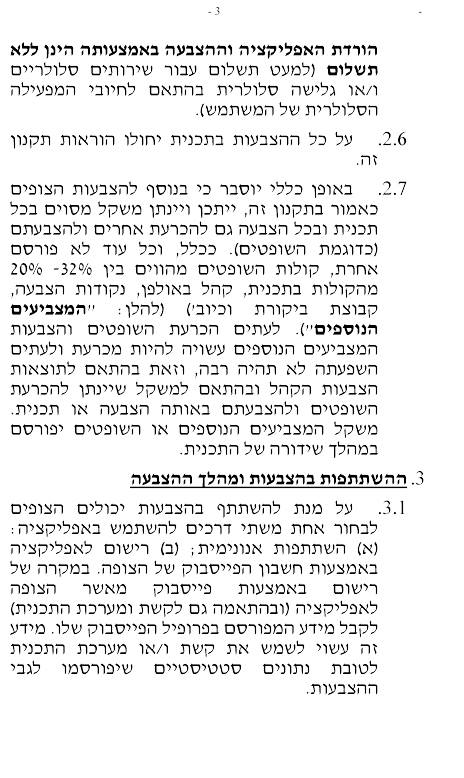 - 3 -
הורדת האפליקציה וההצבעה באמצעותה הינן ללא
תשלום (למעט תשלום עבור שירותים סלולריים
ו/או גלישה סלולרית בהתאם לחיובי המפעילה
הסלולרית של המשתמש).
2.6. על כל ההצבעות בתכנית יחולו הוראות תקנון
זה.
2.7. באופן כללי יוסבר כי בנוסף להצבעות הצופים
כאמור בתקנון זה, ייתכן ויינתן משקל מסוים בכל
תכנית ובכל הצבעה גם להכרעת אחרים ולהצבעתם
(כדוגמת השופטים). ככלל, וכל עוד לא פורסם
אחרת, קולות השופטים מהווים בין 32%- 20%
מהקולות בתכנית, קהל באולפן, נקודות הצבעה,
קבוצת ביקורת וכיוב') (להלן: "המצביעים
הנוספים"). לעתים הכרעת השופטים והצבעות
המצביעים הנוספים עשויה להיות מכרעת ולעתים
השפעתה לא תהיה רבה, וזאת בהתאם לתוצאות
הצבעות הקהל ובהתאם למשקל שיינתן להכרעת
השופטים ולהצבעתם באותה הצבעה או תכנית.
משקל המצביעים הנוספים או השופטים יפורסם
במהלך שידורה של התכנית.
3. ההשתתפות בהצבעות ומהלך ההצבעה
3.1. על מנת להשתתף בהצבעות יכולים הצופים
לבחור אחת משתי דרכים להשתמש באפליקציה:
(א) השתתפות אנונימית; (ב) רישום לאפליקציה
באמצעות חשבון הפייסבוק של הצופה. במקרה של
רישום באמצעות פייסבוק מאשר הצופה
לאפליקציה (ובהתאמה גם לקשת ומערכת התכנית)
לקבל מידע המפורסם בפרופיל הפייסבוק שלו. מידע
זה עשוי לשמש את קשת ו/או מערכת התכנית
לטובת נתונים סטטיסטיים שיפורסמו לגבי
ההצבעות.